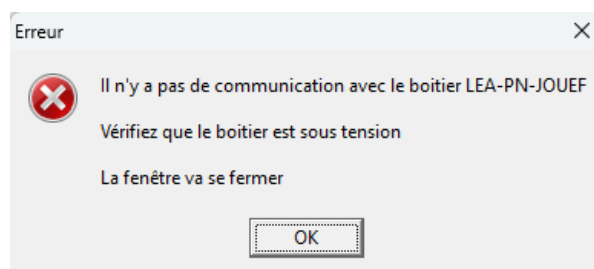 Erreur
Il n'y a pas de communication avec le boitier LEA-PN-JOUEF
Vérifiez que le boitier est sous tension
La fenêtre va se fermer
OK